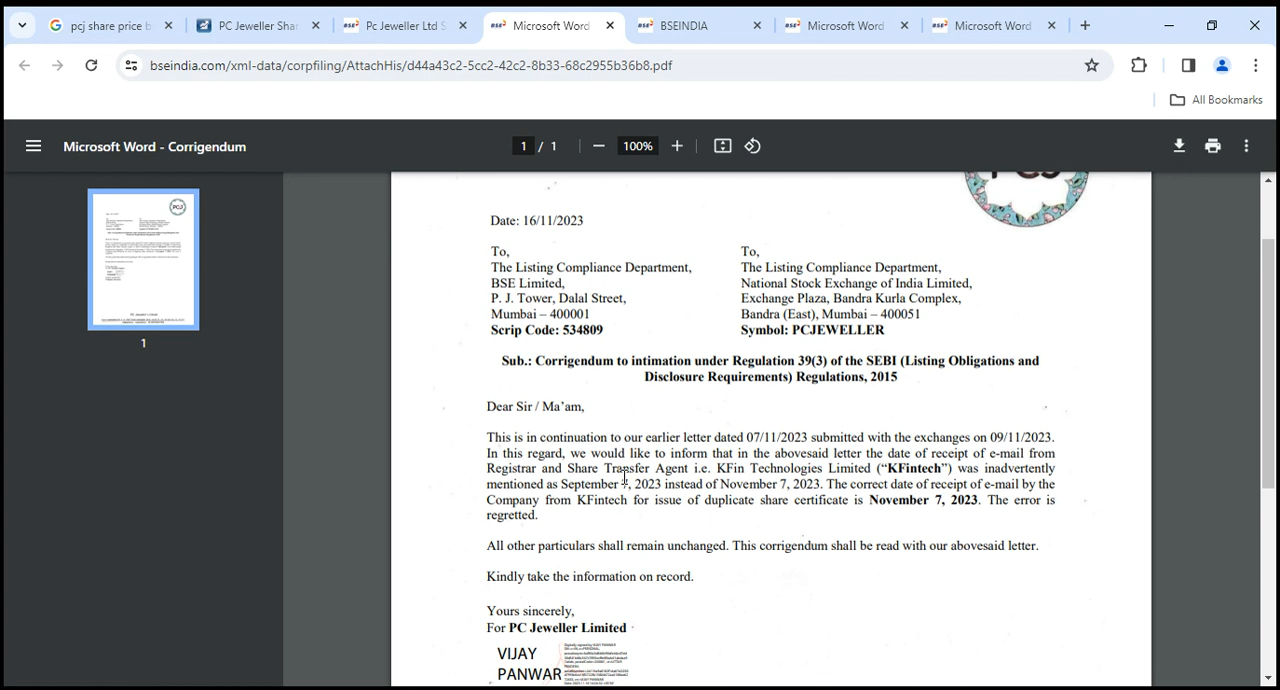 pcj share price b
PC Jeweller Shar
Pc Jeweller Ltd S
Microsoft Word
BSEINDIA
Microsoft Word
Microsoft Word
bseindia.com/xml-data/corpfiling/AttachHis/d44a43c2-5cc2-42c2-8b33-68c2955b36b8.pdf
All Bookmarks
Microsoft Word - Corrigendum
1 / 1
100%
PCJ
1
Date: 16/11/2023
To,
The Listing Compliance Department,
BSE Limited,
P. J. Tower, Dalal Street,
Mumbai – 400001
Scrip Code: 534809
To,
The Listing Compliance Department,
National Stock Exchange of India Limited,
Exchange Plaza, Bandra Kurla Complex,
Bandra (East), Mumbai – 400051
Symbol: PCJEWELLER
Sub.: Corrigendum to intimation under Regulation 39(3) of the SEBI (Listing Obligations and
Disclosure Requirements) Regulations, 2015
Dear Sir / Ma'am,
This is in continuation to our earlier letter dated 07/11/2023 submitted with the exchanges on 09/11/2023.
In this regard, we would like to inform that in the abovesaid letter the date of receipt of e-mail from
Registrar and Share Transfer Agent i.e. KFin Technologies Limited (“KFintech”) was inadvertently
mentioned as September , 2023 instead of November 7, 2023. The correct date of receipt of e-mail by the
Company from KFintech for issue of duplicate share certificate is November 7, 2023. The error is
regretted.
All other particulars shall remain unchanged. This corrigendum shall be read with our abovesaid letter.
Kindly take the information on record.
Yours sincerely,
For PC Jeweller Limited
VIJAY
PANWAR